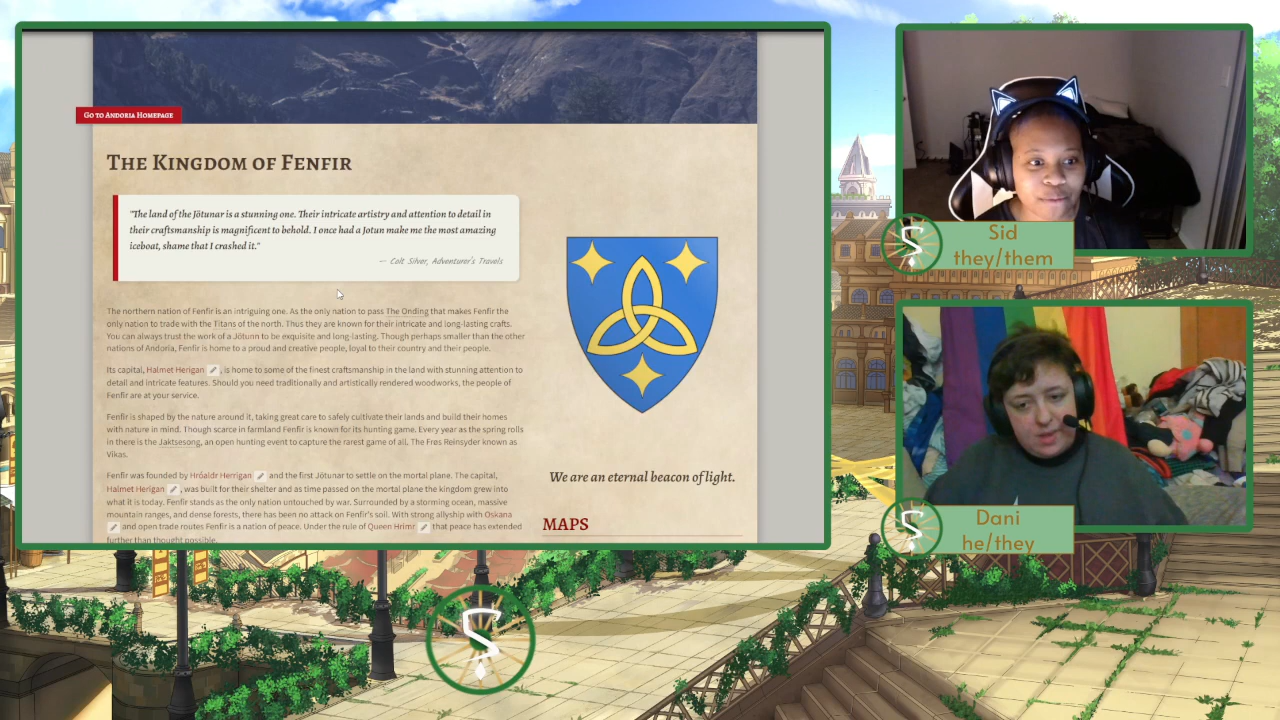 Go to Andoria Homepage
The Kingdom of Fenfir
"The land of the Jötunar is a stunning one. Their intricate artistry and attention to detail in
their craftsmanship is magnificent to behold. I once had a Jotun make me the most amazing
iceboat, shame that I crashed it."
— Colt Silver, Adventurer's Travels
The northern nation of Fenfir is an intriguing one. As the only nation to pass The Onding that makes Fenfir the
only nation to trade with the Titans of the north. Thus they are known for their intricate and long-lasting crafts.
You can always trust the work of a Jötunn to be exquisite and long-lasting. Though perhaps smaller than the other
nations of Andoria, Fenfir is home to a proud and creative people, loyal to their country and their people.
Its capital, Halmet Herigan, is home to some of the finest craftsmanship in the land with stunning attention to
detail and intricate features. Should you need traditionally and artistically rendered woodworks, the people of
Fenfir are at your service.
Fenfir is shaped by the nature around it, taking great care to safely cultivate their lands and build their homes
with nature in mind. Though scarce in farmland Fenfir is known for its hunting game. Every year as the spring rolls
in there is the Jaktsesong, an open hunting event to capture the rarest game of all. The Frøs Reinsyder known as
Vikas.
Fenfir was founded by Hróaldr Herrigan and the first Jötunar to settle on the mortal plane. The capital,
Halmet Herigan, was built for their shelter and as time passed on the mortal plane the kingdom grew into
what it is today. Fenfir stands as the only nation untouched by war. Surrounded by a storming ocean, massive
mountain ranges, and dense forests, there has been no attack on Fenfir's soil. With strong allyship with Oskana
and open trade routes Fenfir is a nation of peace. Under the rule of Queen Hrimr that peace has extended
further than thought possible.
We are an eternal beacon of light.
MAPS
Sid
they/them
Dani
he/they